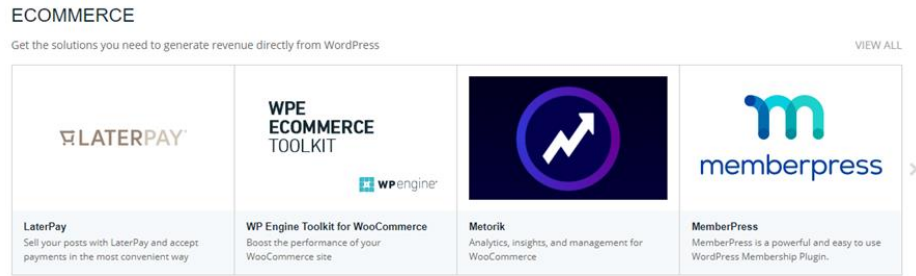 ECOMMERCE
Get the solutions you need to generate revenue directly from WordPress
VIEW ALL
LATERPAY
WPE
ECOMMERCE
TOOLKIT
WPengine
memberpress
LaterPay
Sell your posts with LaterPay and accept
payments in the most convenient way
WP Engine Toolkit for WooCommerce
Boost the performance of your
WooCommerce site
Metorik
Analytics, insights, and management for
WooCommerce
MemberPress
MemberPress is a powerful and easy to use
WordPress Membership Plugin.